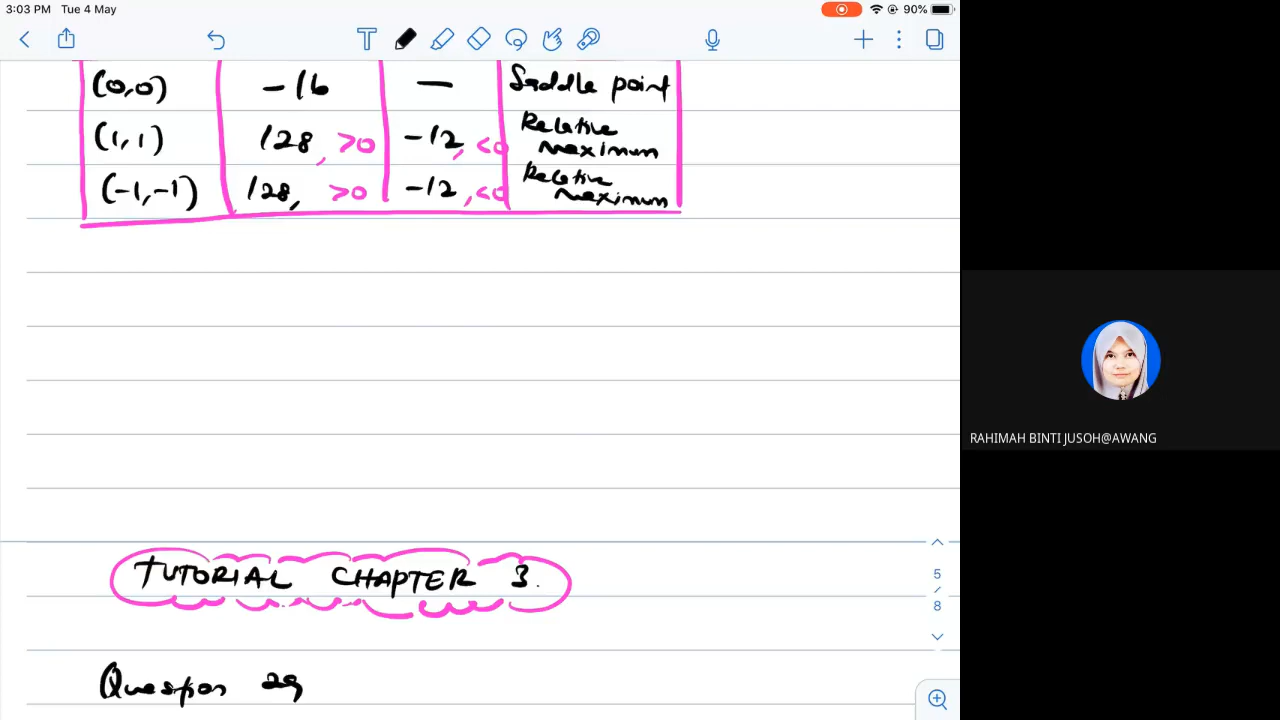 3:03 PM Tue 4 May 90%
(0,0) -16 — Saddle point
(1,1) 128, >0 -12, <0 Relative maximum
(-1,-1) 128, >0 -12, <0 Relative maximum
RAHIMAH BINTI JUSOH@AWANG
TUTORIAL CHAPTER 3.
5
/
8
Question 29